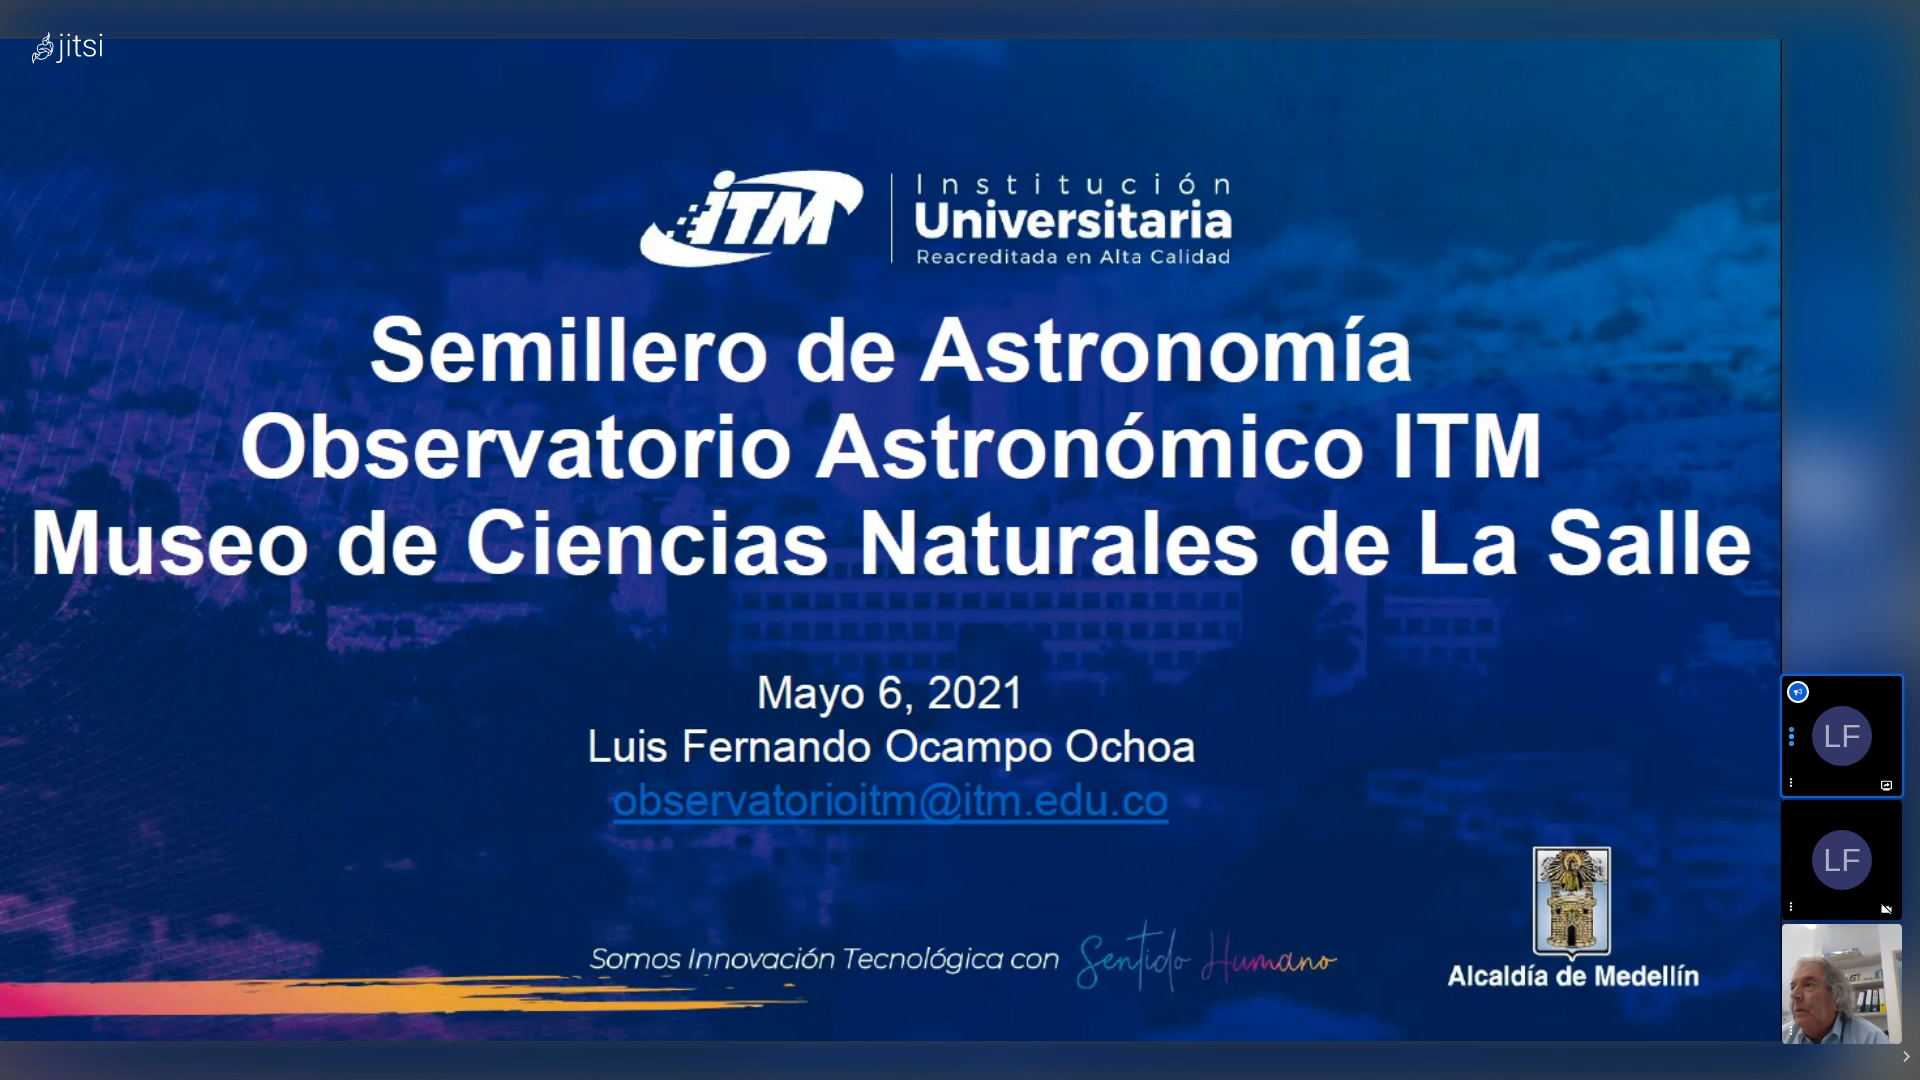 jitsi
iTM
Institución
Universitaria
Reacreditada en Alta Calidad
Semillero de Astronomía
Observatorio Astronómico ITM
Museo de Ciencias Naturales de La Salle
Mayo 6, 2021
Luis Fernando Ocampo Ochoa
observatorioitm@itm.edu.co
Somos Innovación Tecnológica con Sentido Humano
Alcaldía de Medellín
LF
LF